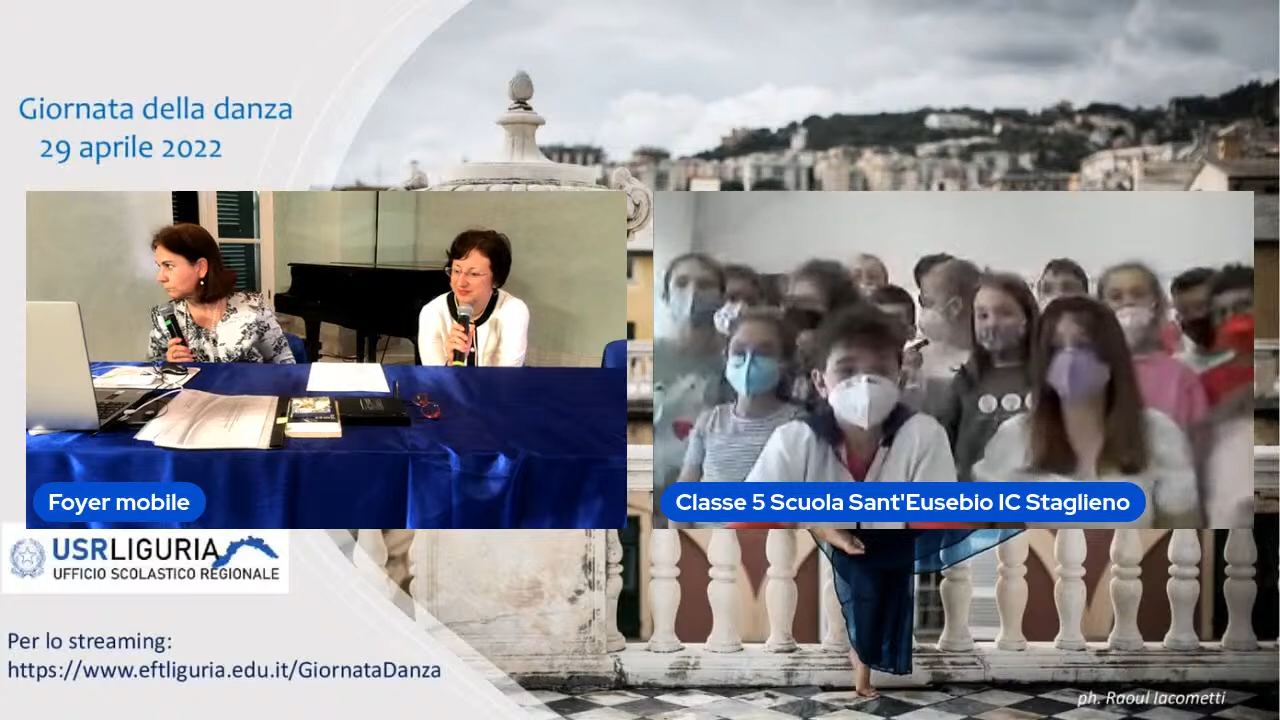 Giornata della danza
29 aprile 2022
Foyer mobile
Classe 5 Scuola Sant'Eusebio IC Staglieno
USRLIGURIA
UFFICIO SCOLASTICO REGIONALE
Per lo streaming:
https://www.eftliguria.edu.it/GiornataDanza
ph. Raoul Iacometti